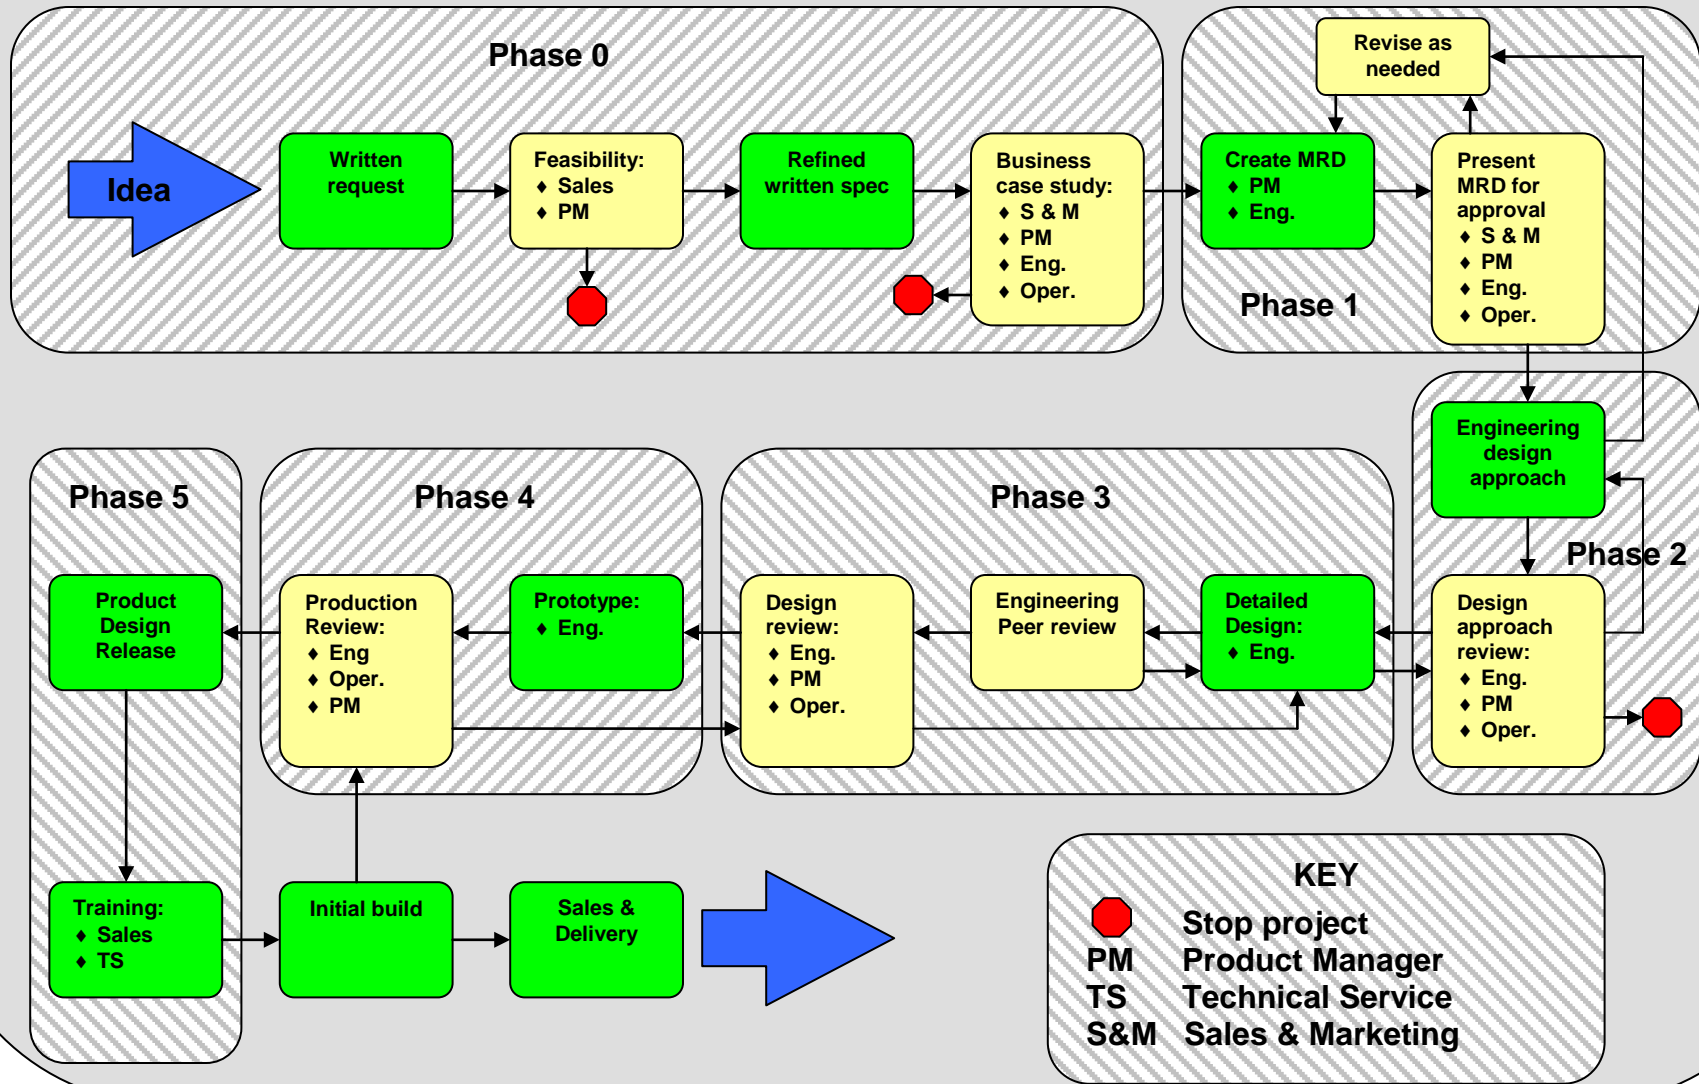 Phase 0
Idea
Written
request
Feasibility:
♦ Sales
♦ PM
Refined
written spec
Business
case study:
♦ S & M
♦ PM
♦ Eng.
♦ Oper.
Revise as
needed
Create MRD
♦ PM
♦ Eng.
Present
MRD for
approval
♦ S & M
♦ PM
♦ Eng.
♦ Oper.
Phase 1
Engineering
design
approach
Phase 2
Design
approach
review:
♦ Eng.
♦ PM
♦ Oper.
Phase 3
Detailed
Design:
♦ Eng.
Engineering
Peer review
Design
review:
♦ Eng.
♦ PM
♦ Oper.
Phase 4
Prototype:
♦ Eng.
Production
Review:
♦ Eng
♦ Oper.
♦ PM
Phase 5
Product
Design
Release
Training:
♦ Sales
♦ TS
Initial build
Sales &
Delivery
KEY
Stop project
PM Product Manager
TS Technical Service
S&M Sales & Marketing